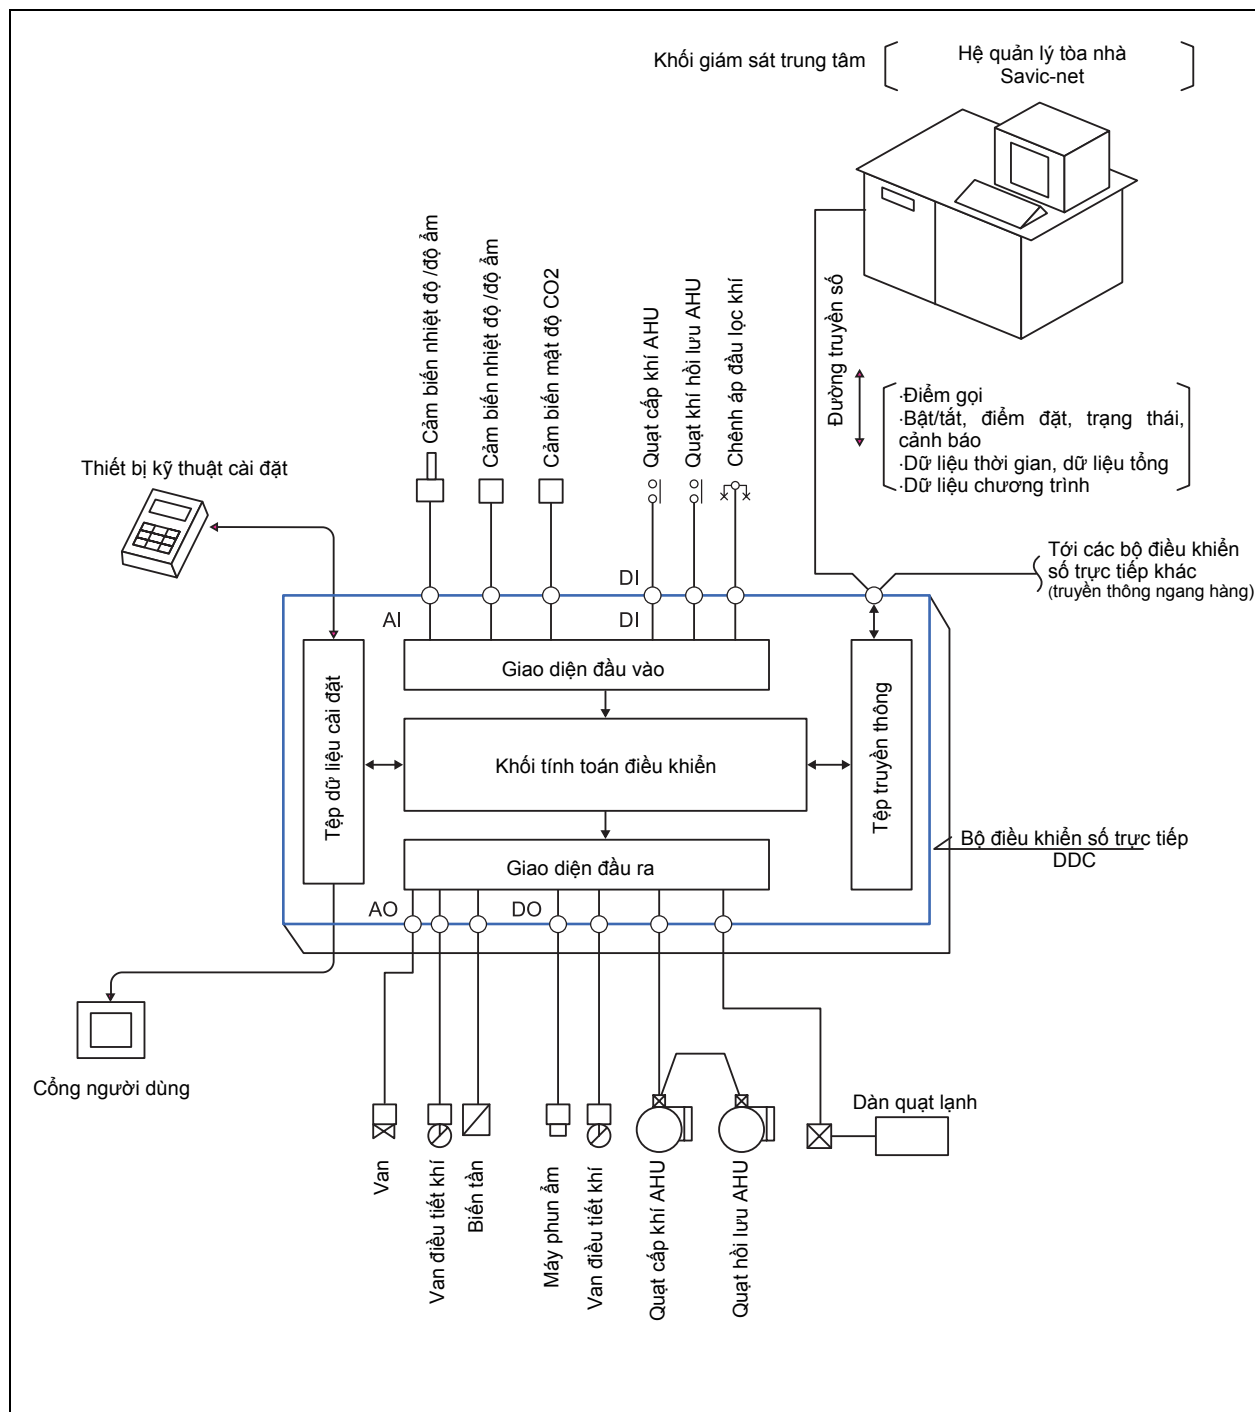 Khối giám sát trung tâm
Hệ quản lý tòa nhà
Savic-net
Cảm biến nhiệt độ /độ ẩm
Cảm biến nhiệt độ /độ ẩm
Cảm biến mật độ CO2
Quạt cấp khí AHU
Quạt khí hồi lưu AHU
Chênh áp đầu lọc khí
Đường truyền số
·Điểm gọi
·Bật/tắt, điểm đặt, trạng thái,
cảnh báo
·Dữ liệu thời gian, dữ liệu tổng
·Dữ liệu chương trình
Thiết bị kỹ thuật cài đặt
Tới các bộ điều khiển
số trực tiếp khác
(truyền thông ngang hàng)
DI
AI
DI
Giao diện đầu vào
Tệp dữ liệu cài đặt
Khối tính toán điều khiển
Tệp truyền thông
Bộ điều khiển số trực tiếp
DDC
Giao diện đầu ra
AO
DO
Cổng người dùng
Dàn quạt lạnh
Van
Van điều tiết khí
Biến tần
Máy phun ẩm
Van điều tiết khí
Quạt cấp khí AHU
Quạt hồi lưu AHU